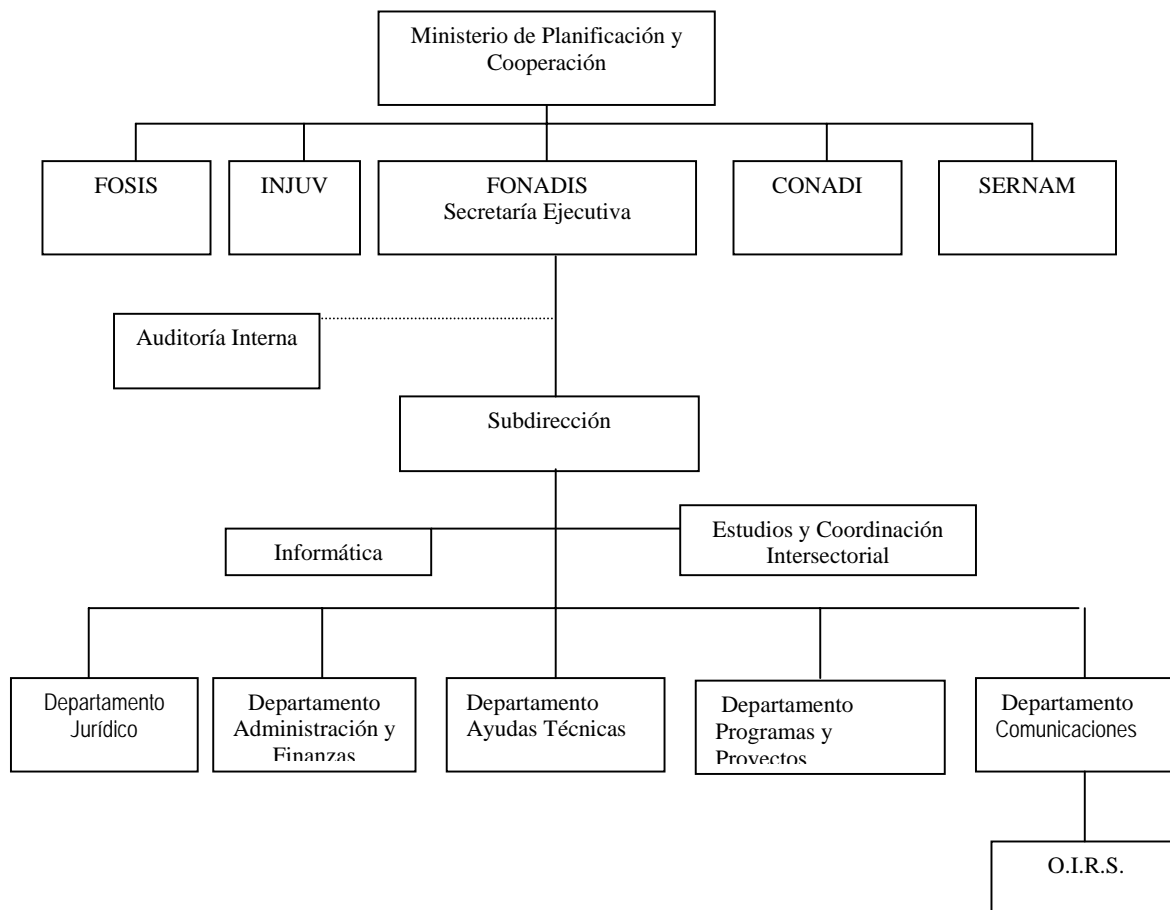 Ministerio de Planificación y
Cooperación
FOSIS
INJUV
FONADIS
Secretaría Ejecutiva
CONADI
SERNAM
Auditoría Interna
Subdirección
Informática
Estudios y Coordinación
Intersectorial
Departamento
Jurídico
Departamento
Administración y
Finanzas
Departamento
Ayudas Técnicas
Departamento
Programas y
Proyectos
Departamento
Comunicaciones
O.I.R.S.